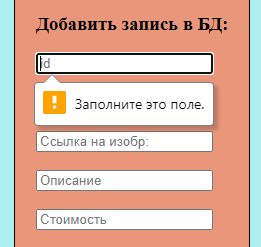 Добавить запись в БД:
id
Заполните это поле.
Ссылка на изобр:
Описание
Стоимость